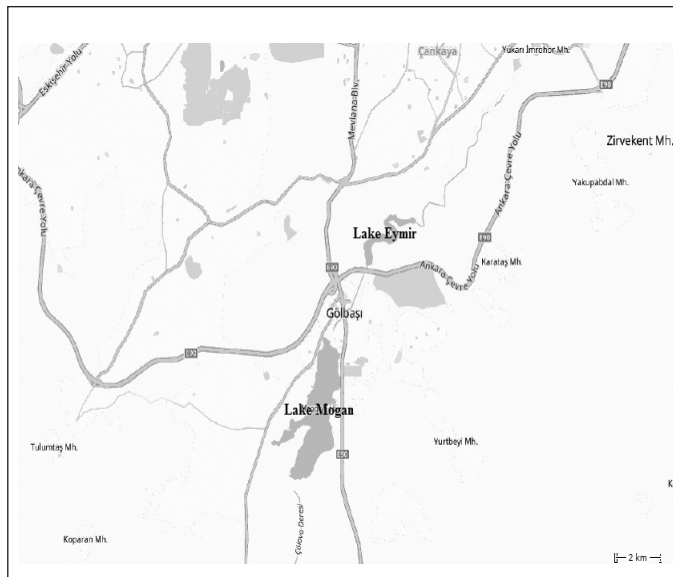 Çankaya
Yukarı İmrohor Mh.
Eskişehir Yolu
Mevlana Blv.
E90
Zirvekent Mh.
Ankara Çevre Yolu
Yakupabdal Mh.
Ankara Çevre Yolu
Lake Eymir
E90
Karataş Mh.
E90
Ankara Çevre Yolu
Gölbaşı
E90
Lake Mogan
Yurtbeyi Mh.
Tulumtaş Mh.
E90
Çölova Deresi
Koparan Mh.
2 km